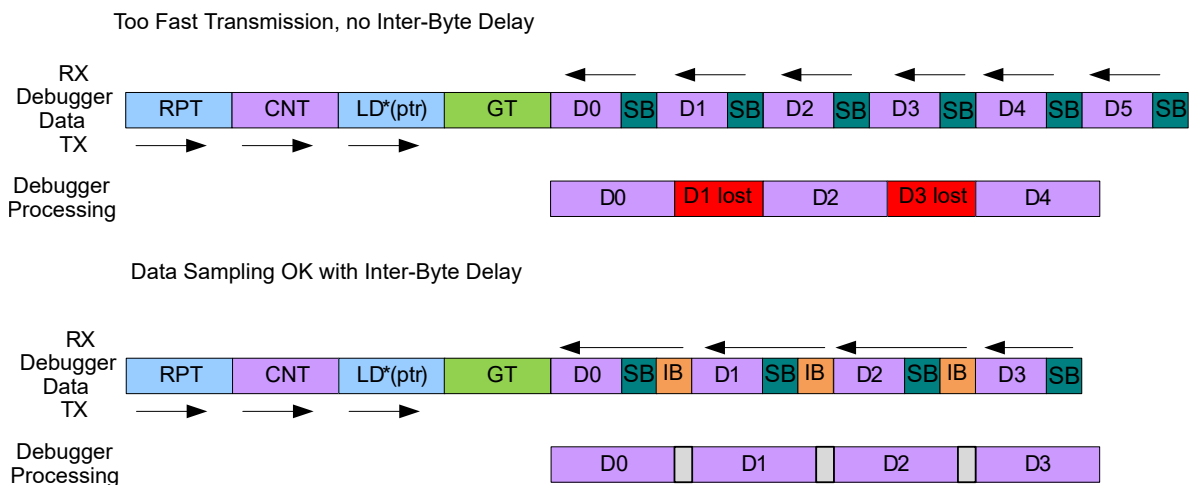 Too Fast Transmission, no Inter-Byte Delay
RX
Debugger
Data
TX
RPT CNT LD*(ptr) GT D0 SB D1 SB D2 SB D3 SB D4 SB D5 SB
Debugger
Processing
D0 D1 lost D2 D3 lost D4
Data Sampling OK with Inter-Byte Delay
RX
Debugger
Data
TX
RPT CNT LD*(ptr) GT D0 SB IB D1 SB IB D2 SB IB D3 SB
Debugger
Processing
D0 D1 D2 D3